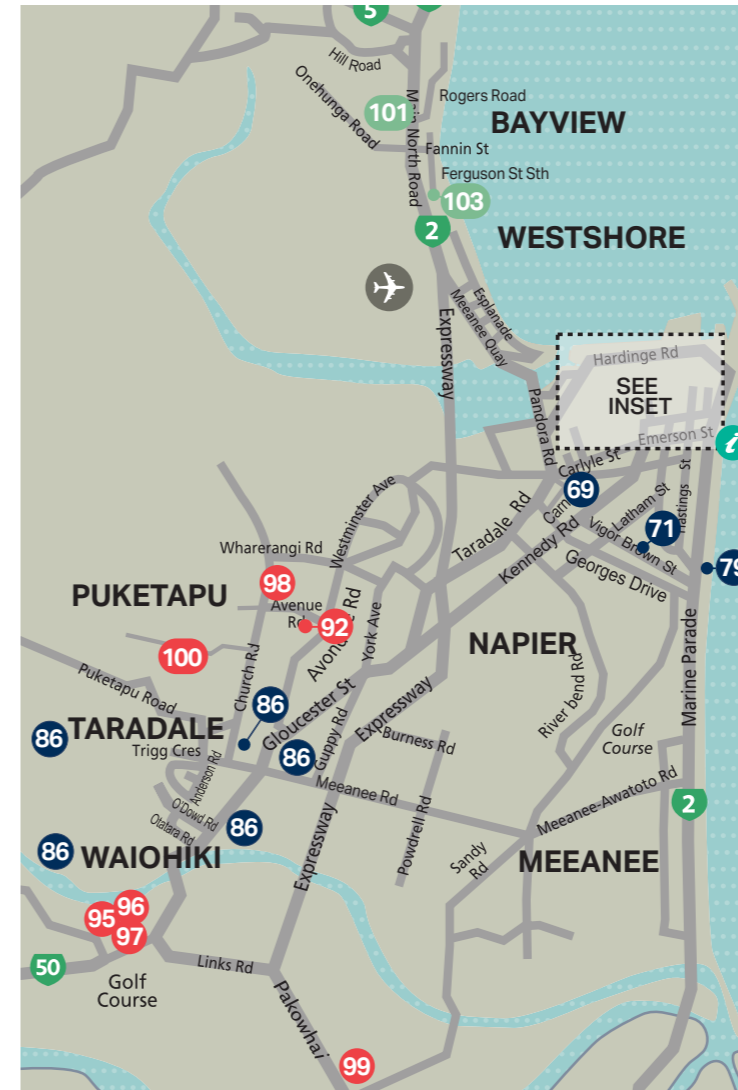 5
Hill Road
Onehunga Road
Main North Road
101
Rogers Road
BAYVIEW
Fannin St
Ferguson St Sth
103
2
WESTSHORE
Expressway
Esplanade
Meeanee Quay
Hardinge Rd
SEE
INSET
Emerson St
i
Pandora Rd
Carlyle St
69
Hastings St
Latham St
71
Vigor Brown St
Taradale Rd
Kennedy Rd
Georges Drive
79
Westminster Ave
Wharerangi Rd
98
PUKETAPU
Avenue
Rd
92
Avondale Rd
York Ave
NAPIER
100
Church Rd
Puketapu Road
86
Gloucester St
Guppy Rd
Expressway
River bend Rd
Marine Parade
86
TARADALE
Trigg Cres
86
Burness Rd
Golf
Course
Anderson Rd
Meeanee Rd
Meeanee-Awatoto Rd
2
O'Dowd Rd
Otatara Rd
86
Powdrell Rd
86
WAIOHIKI
Expressway
Sandy
Rd
MEEANEE
95
96
97
50
Golf
Course
Links Rd
Pakowhai
99